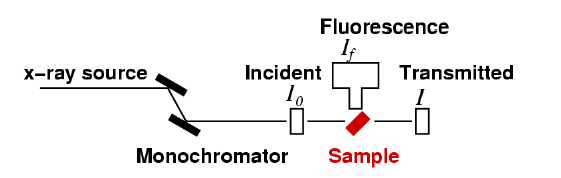 Fluorescence
I_f
x-ray source
Incident
Transmitted
I_0
I
Monochromator
Sample